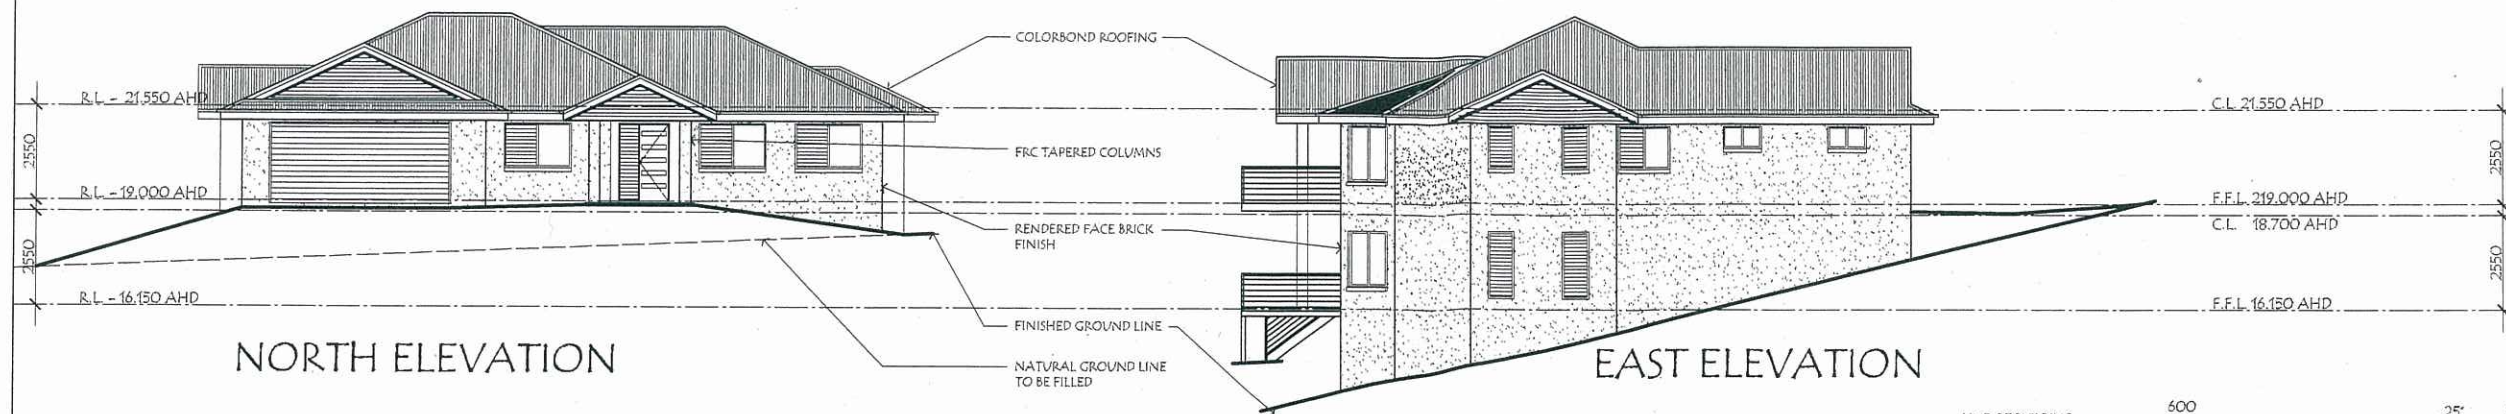 R.L - 21.550 AHD
2550
R.L - 19.000 AHD
2550
R.L - 16.150 AHD
NORTH ELEVATION
COLORBOND ROOFING
FRC TAPERED COLUMNS
RENDERED FACE BRICK
FINISH
FINISHED GROUND LINE
NATURAL GROUND LINE
TO BE FILLED
C.L 21.550 AHD
2550
F.F.L 219.000 AHD
C.L 18.700 AHD
2550
F.F.L 16.150 AHD
EAST ELEVATION
600